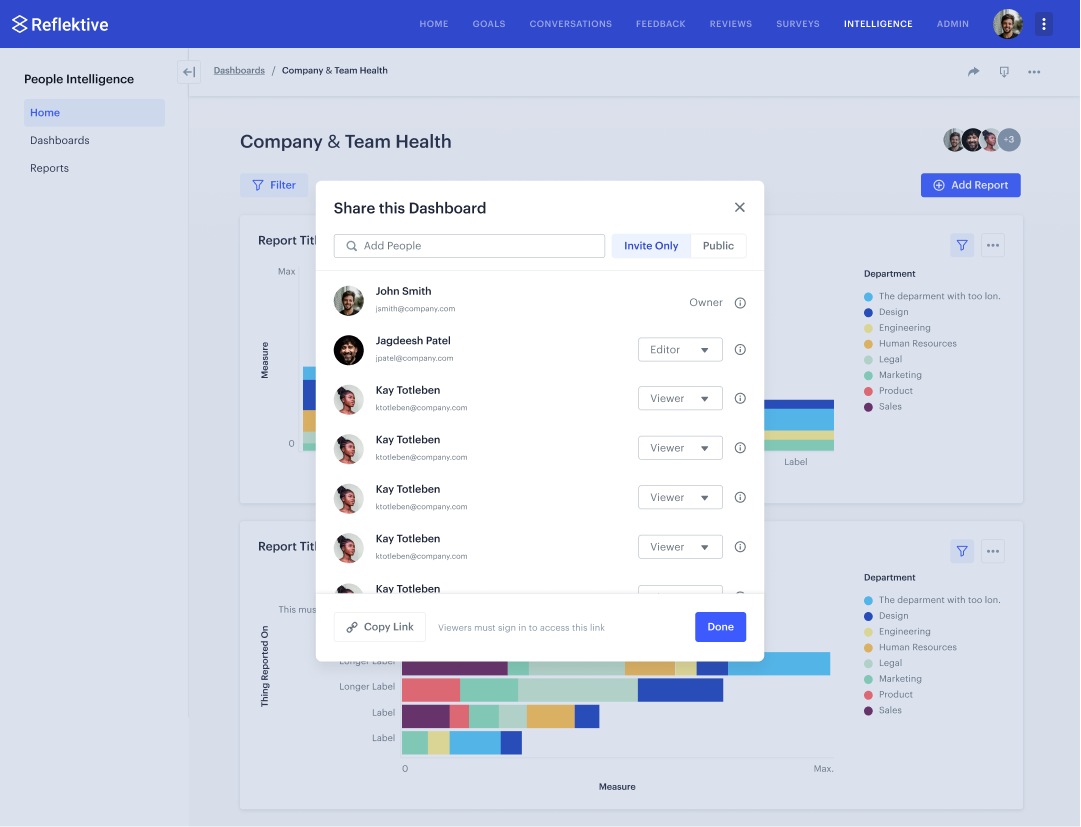 Reflektive
HOME GOALS CONVERSATIONS FEEDBACK REVIEWS SURVEYS INTELLIGENCE ADMIN
People Intelligence
Home
Dashboards
Reports
Dashboards / Company & Team Health
Company & Team Health
+3
Filter
Add Report
Report Titl
Max
Measure
0
Label
Department
The deparment with too lon.
Design
Engineering
Human Resources
Legal
Marketing
Product
Sales
Share this Dashboard
Add People
Invite Only
Public
John Smith
jsmith@company.com
Owner
Jagdeesh Patel
jpatel@company.com
Editor
Kay Totleben
ktotleben@company.com
Viewer
Kay Totleben
ktotleben@company.com
Viewer
Kay Totleben
ktotleben@company.com
Viewer
Kay Totleben
ktotleben@company.com
Viewer
Kay Totleben
Copy Link
Viewers must sign in to access this link
Done
Report Titl
This mus
Thing Reported On
Longer Label
Longer Label
Label
Label
0
Max.
Measure
Department
The deparment with too lon.
Design
Engineering
Human Resources
Legal
Marketing
Product
Sales